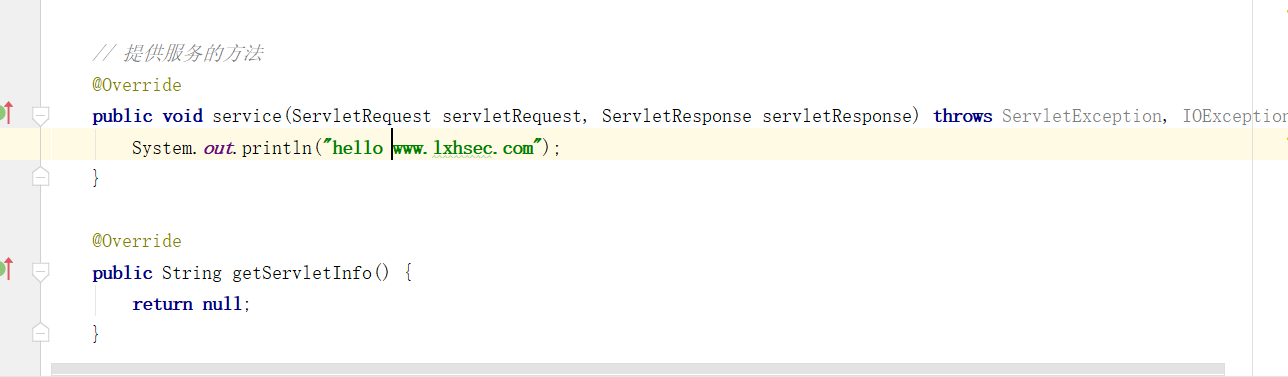 // 提供服务的方法
@Override
public void service(ServletRequest servletRequest, ServletResponse servletResponse) throws ServletException, IOException
System.out.println("hello www.lxhsec.com");
}
@Override
public String getServletInfo() {
return null;
}